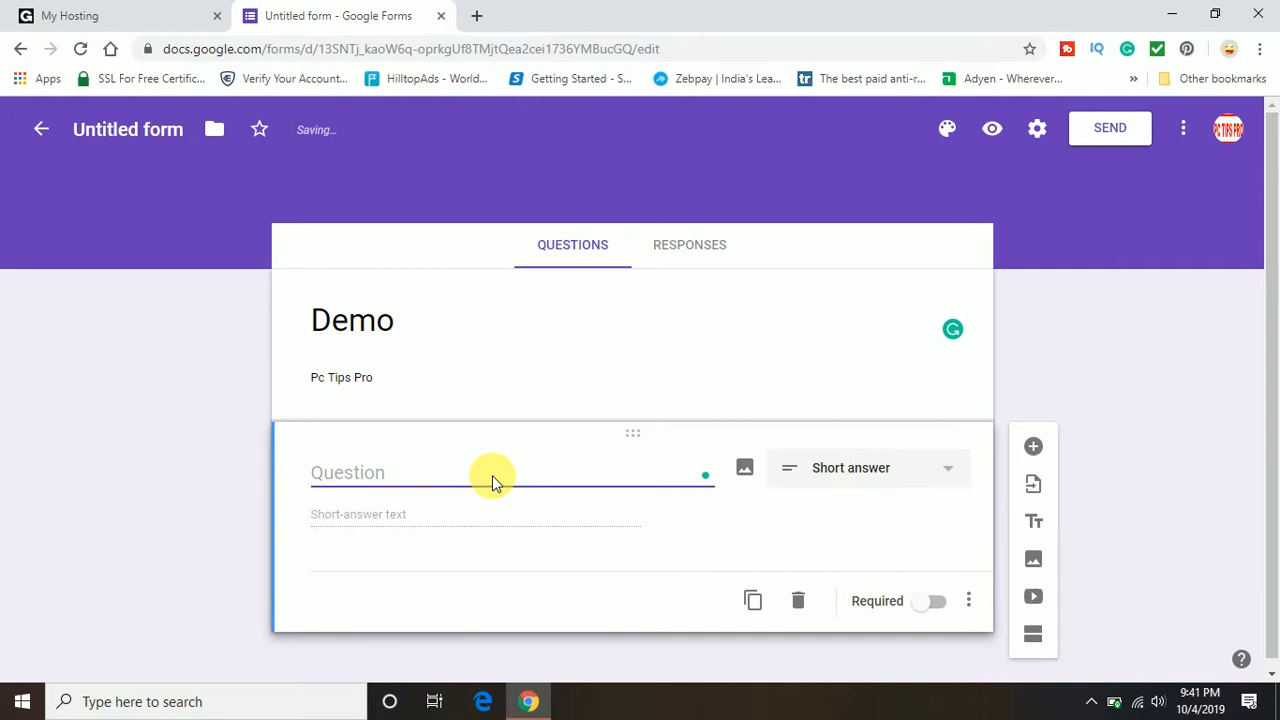 My Hosting
Untitled form - Google Forms
docs.google.com/forms/d/13SNTj_kaoW6q-oprkgUf8TMjtQea2cei1736YMBucGQ/edit
Apps
SSL For Free Certific...
Verify Your Account...
HilltopAds - World...
Getting Started - S...
Zebpay | India's Lea...
The best paid anti-r...
Adyen - Wherever...
Other bookmarks
Untitled form
Saving...
SEND
PC TIPS PRO
QUESTIONS
RESPONSES
Demo
Pc Tips Pro
Question
Short answer
Short-answer text
Required
Type here to search
9:41 PM
10/4/2019